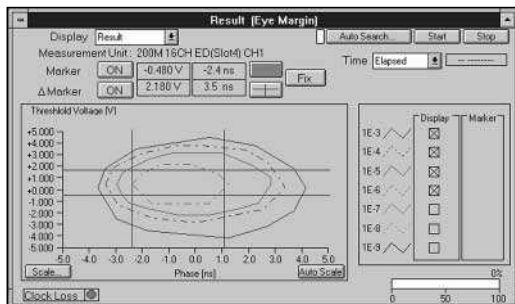 Result [Eye Margin]
Display Result Auto Search... Start Stop
Measurement Unit : 200M 16CH ED(Slot4) CH1
Time Elapsed -- --------
Marker ON -0.480 V -2.4 ns
Δ Marker ON 2.180 V 3.5 ns
Fix
Threshold Voltage [V]
+5.000
+4.000
+3.000
+2.000
+1.000
+0.000
-1.000
-2.000
-3.000
-4.000
-5.000
-5.0 -4.0 -3.0 -2.0 -1.0 0.0 1.0 2.0 3.0 4.0 5.0
Scale... Phase [ns] Auto Scale
Display Marker
1E-3
1E-4
1E-5
1E-6
1E-7
1E-8
1E-9
Clock Loss
0%
0 50 100